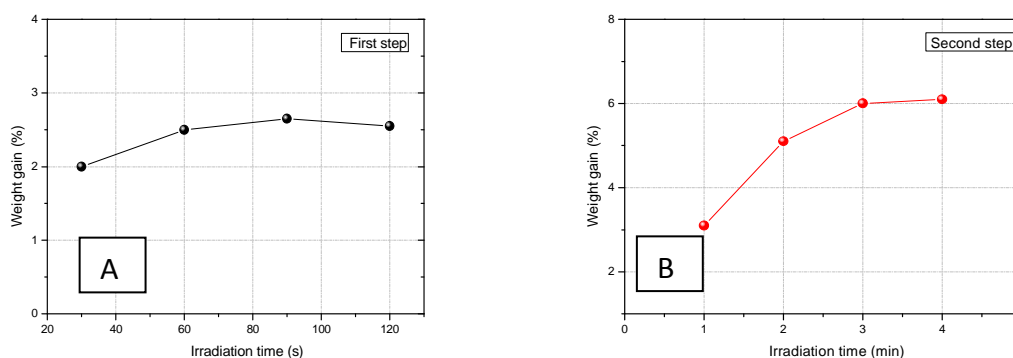 4
3
2
1
0
Weight gain (%)
First step
A
20 40 60 80 100 120
Irradiation time (s)
8
6
4
2
Weight gain (%)
Second step
B
0 1 2 3 4
Irradiation time (min)